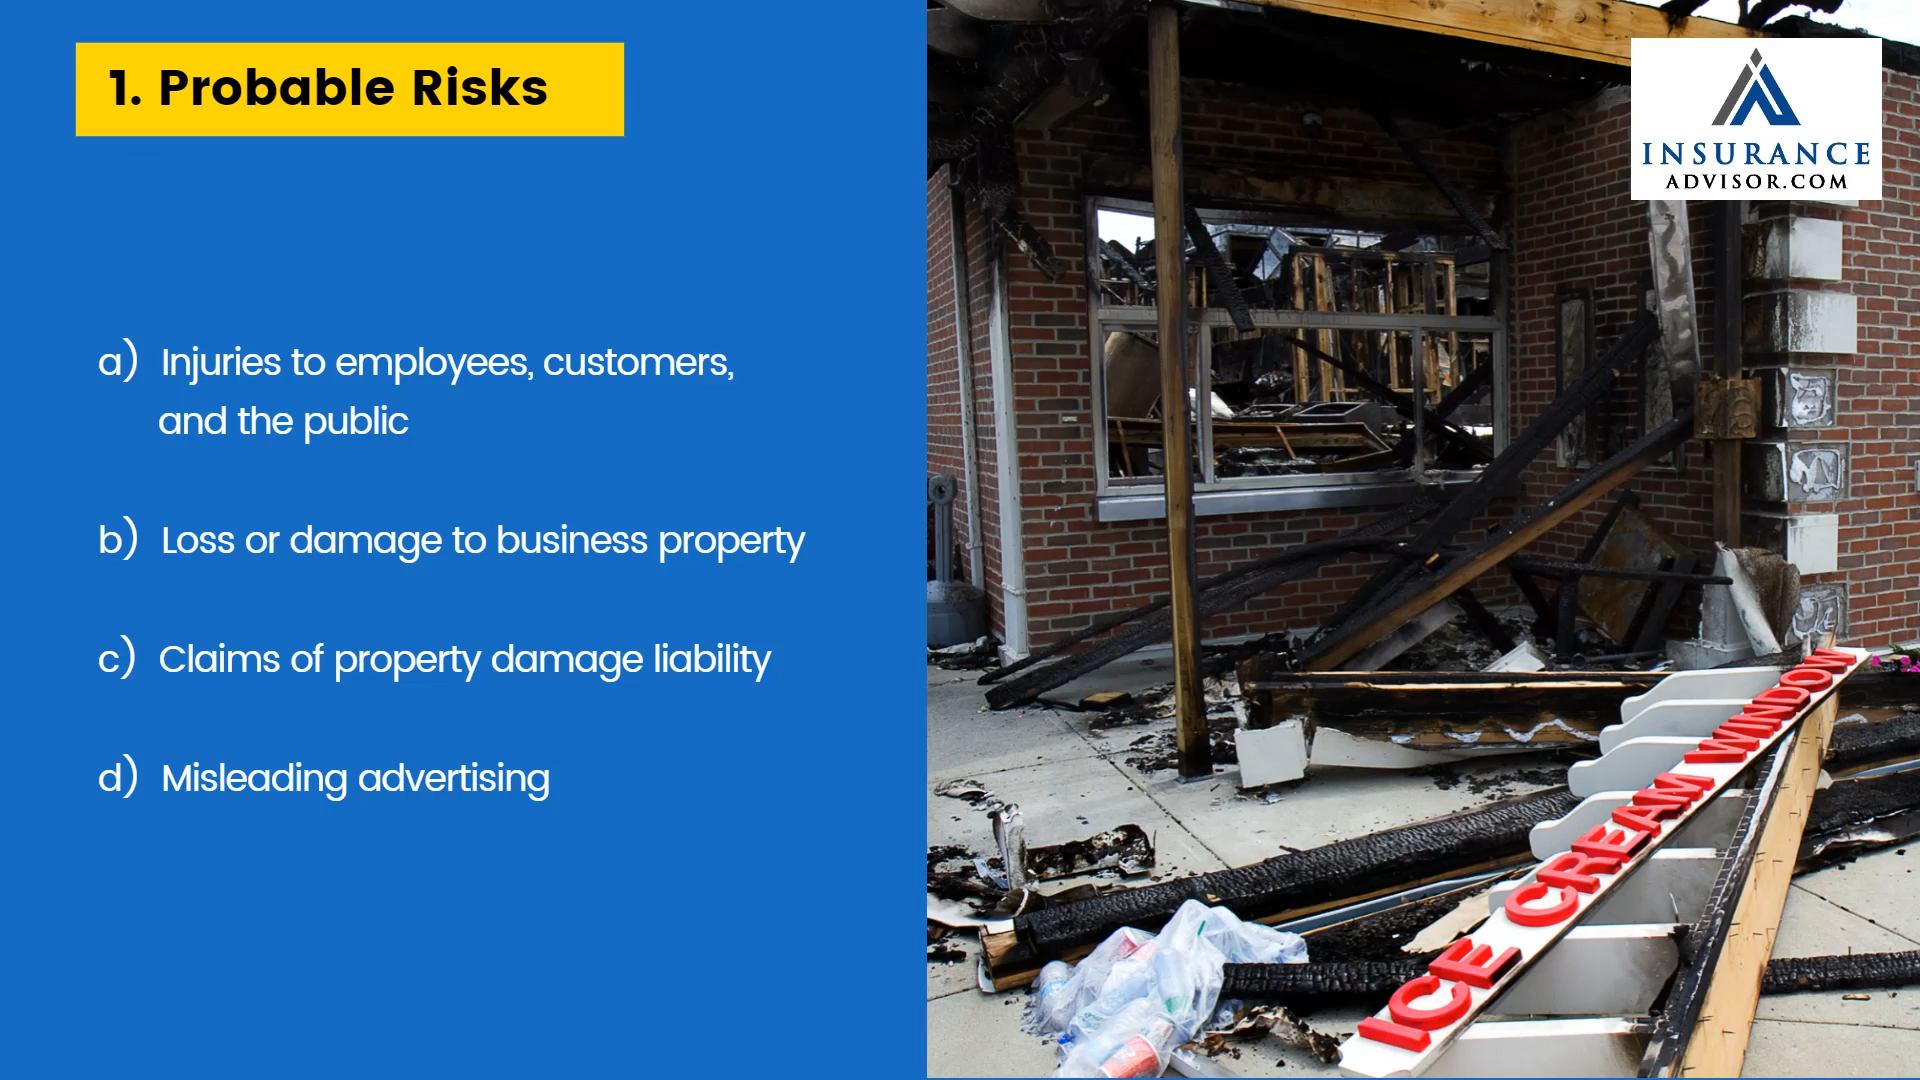 1. Probable Risks
INSURANCE
ADVISOR.COM
a) Injuries to employees, customers,
and the public
b) Loss or damage to business property
c) Claims of property damage liability
d) Misleading advertising
ICE CREAM WINDOW